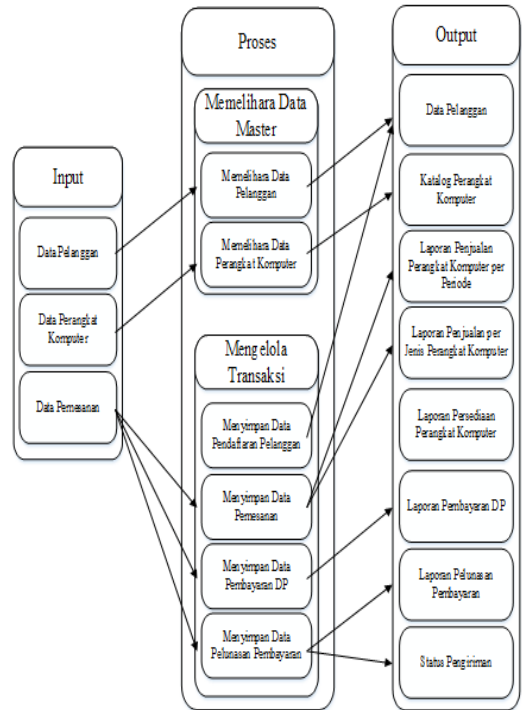 Input
Data Pelanggan
Data Perangkat
Komputer
Data Pemesanan
Proses
Memelihara Data
Master
Memelihara Data
Pelanggan
Memelihara Data
Perangkat Komputer
Mengelola
Transaksi
Menyimpan Data
Pendaftaran Pelanggan
Menyimpan Data
Pemesanan
Menyimpan Data
Pembayaran DP
Menyimpan Data
Pelunasan Pembayaran
Output
Data Pelanggan
Katalog Perangkat
Komputer
Laporan Penjualan
Perangkat Komputer per
Periode
Laporan Penjualan per
Jenis Perangkat Komputer
Laporan Persediaan
Perangkat Komputer
Laporan Pembayaran DP
Laporan Pelunasan
Pembayaran
Status Pengiriman